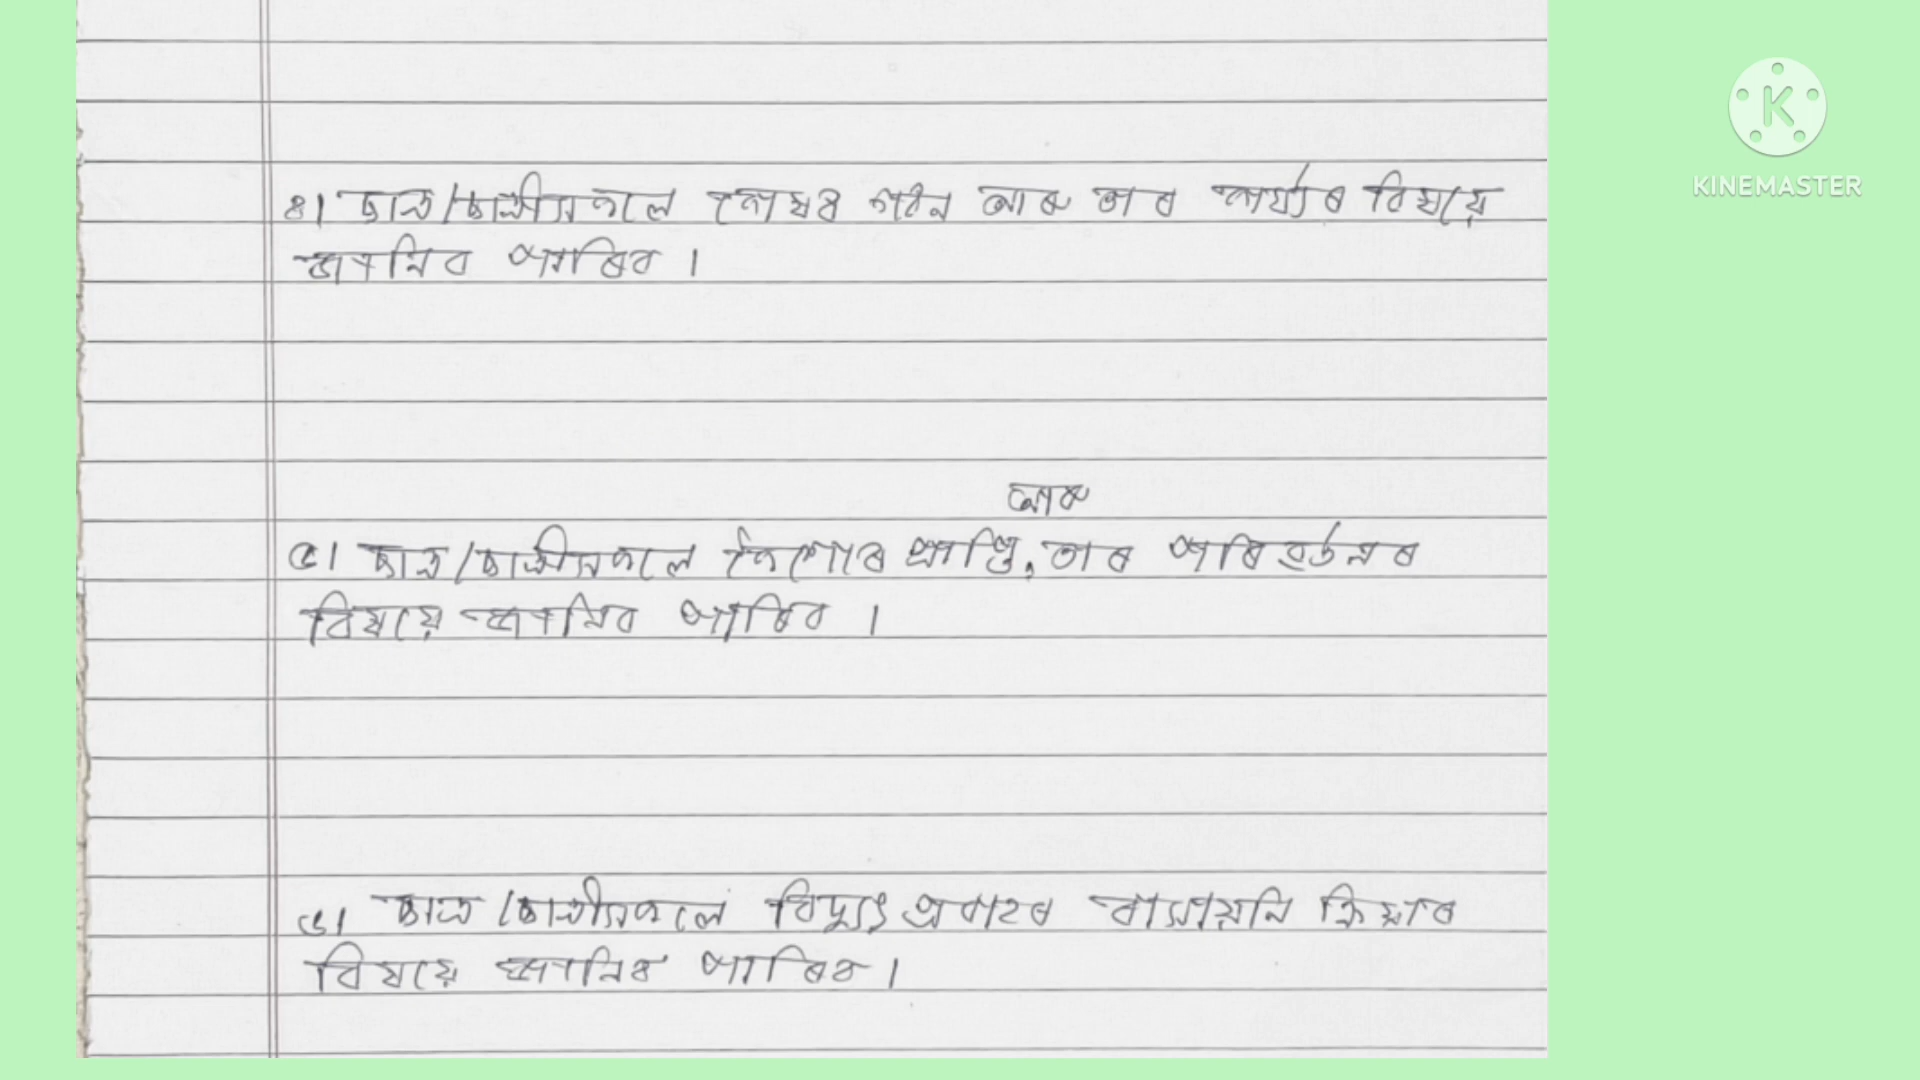 ৪। ছাত্ৰ/ছাত্ৰীসকলে কোষৰ গঠন আৰু তাৰ কাৰ্য্যৰ বিষয়ে
জানিব পাৰিব।
আৰু
৫। ছাত্ৰ/ছাত্ৰীসকলে কৈশোৰ প্ৰাপ্তি, তাৰ পৰিৱৰ্তনৰ
বিষয়ে জানিব পাৰিব।
৬। ছাত্ৰ/ছাত্ৰীসকলে বিদ্যুৎ প্ৰবাহৰ ৰাসায়নি ক্ৰিয়াৰ
বিষয়ে জানিব পাৰিব।
KINEMASTER